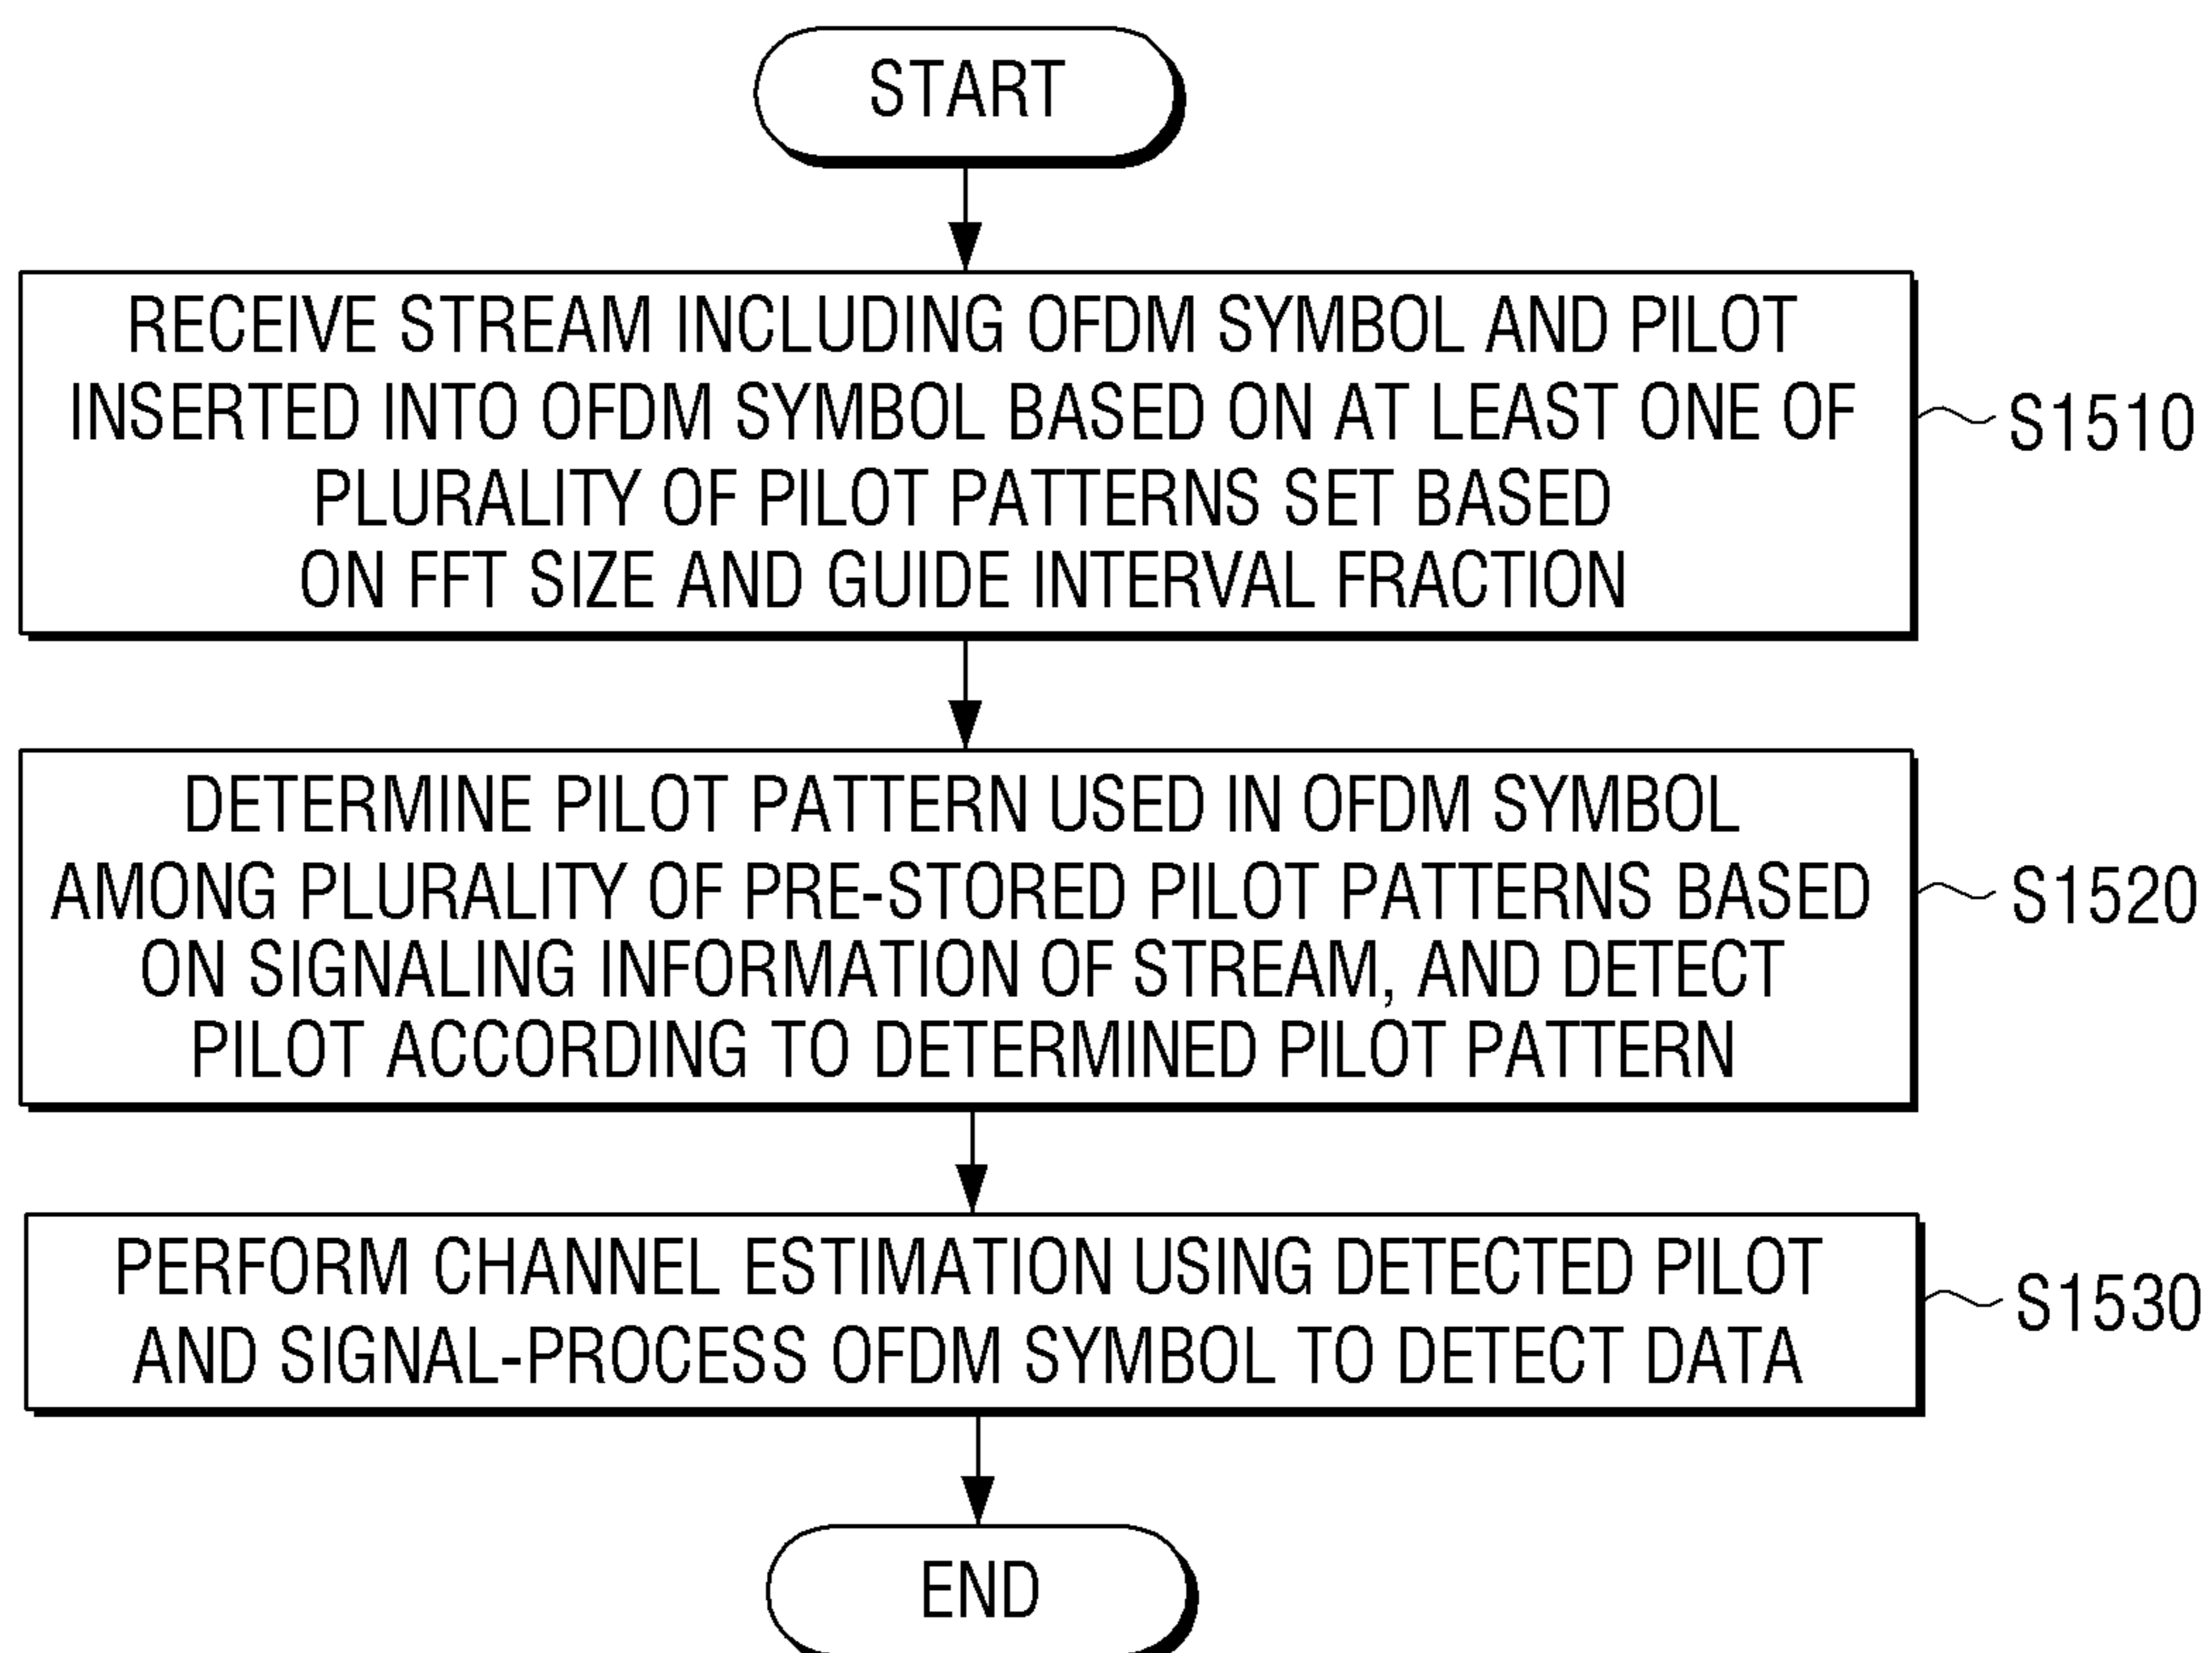 START
RECEIVE STREAM INCLUDING OFDM SYMBOL AND PILOT
INSERTED INTO OFDM SYMBOL BASED ON AT LEAST ONE OF
PLURALITY OF PILOT PATTERNS SET BASED
ON FFT SIZE AND GUIDE INTERVAL FRACTION
S1510
DETERMINE PILOT PATTERN USED IN OFDM SYMBOL
AMONG PLURALITY OF PRE-STORED PILOT PATTERNS BASED
ON SIGNALING INFORMATION OF STREAM, AND DETECT
PILOT ACCORDING TO DETERMINED PILOT PATTERN
S1520
PERFORM CHANNEL ESTIMATION USING DETECTED PILOT
AND SIGNAL-PROCESS OFDM SYMBOL TO DETECT DATA
S1530
END